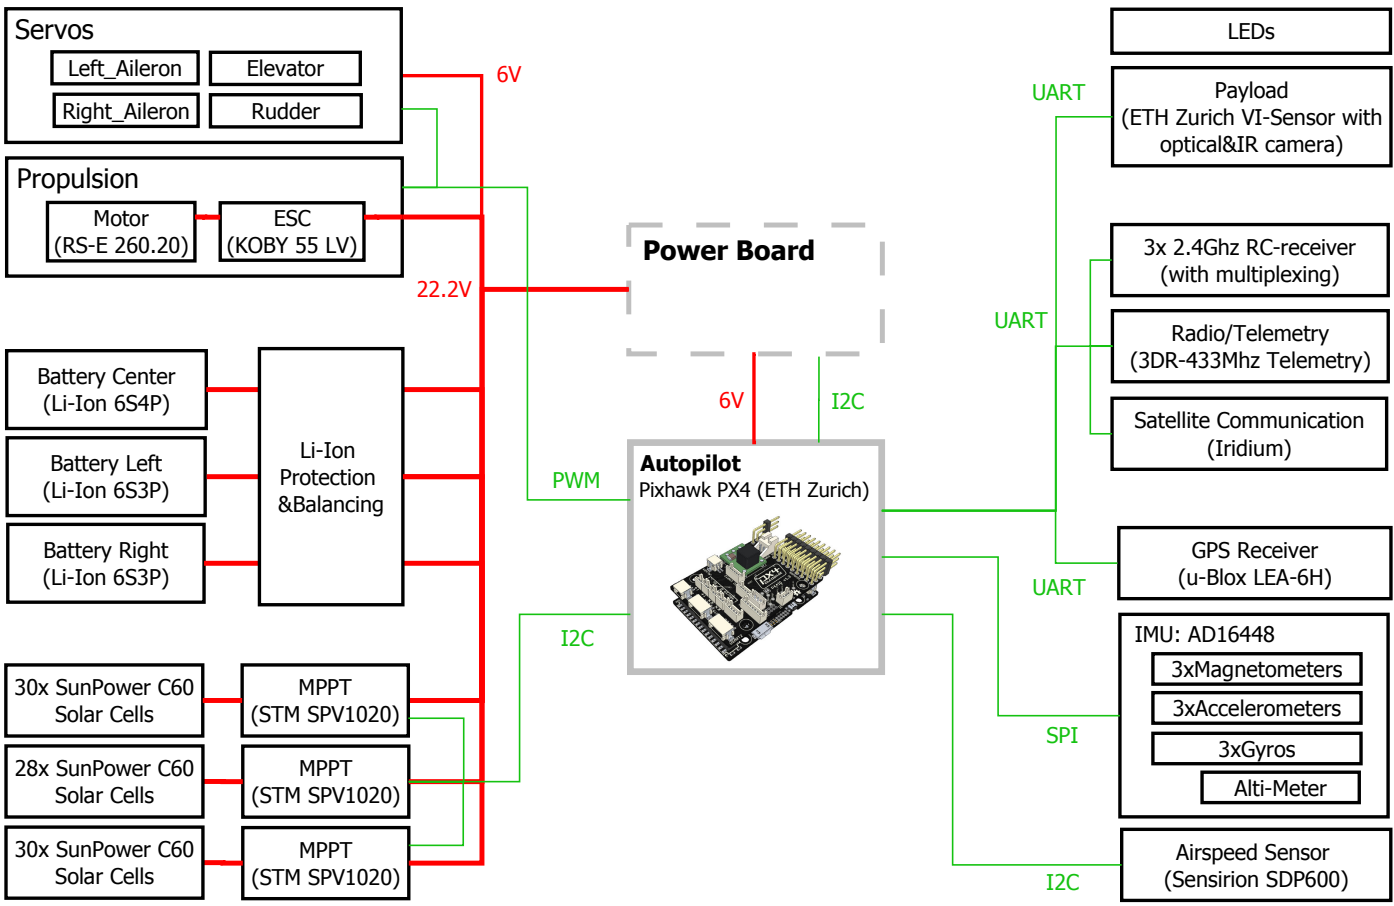 Servos
Left_Aileron
Elevator
Right_Aileron
Rudder
6V
Propulsion
Motor
(RS-E 260.20)
ESC
(KOBY 55 LV)
22.2V
Battery Center
(Li-Ion 6S4P)
Battery Left
(Li-Ion 6S3P)
Battery Right
(Li-Ion 6S3P)
Li-Ion
Protection
&Balancing
30x SunPower C60
Solar Cells
MPPT
(STM SPV1020)
28x SunPower C60
Solar Cells
MPPT
(STM SPV1020)
30x SunPower C60
Solar Cells
MPPT
(STM SPV1020)
Power Board
6V
I2C
PWM
I2C
Autopilot
Pixhawk PX4 (ETH Zurich)
PX4
LEDs
UART
Payload
(ETH Zurich VI-Sensor with
optical&IR camera)
UART
3x 2.4Ghz RC-receiver
(with multiplexing)
Radio/Telemetry
(3DR-433Mhz Telemetry)
Satellite Communication
(Iridium)
UART
GPS Receiver
(u-Blox LEA-6H)
SPI
IMU: AD16448
3xMagnetometers
3xAccelerometers
3xGyros
Alti-Meter
I2C
Airspeed Sensor
(Sensirion SDP600)